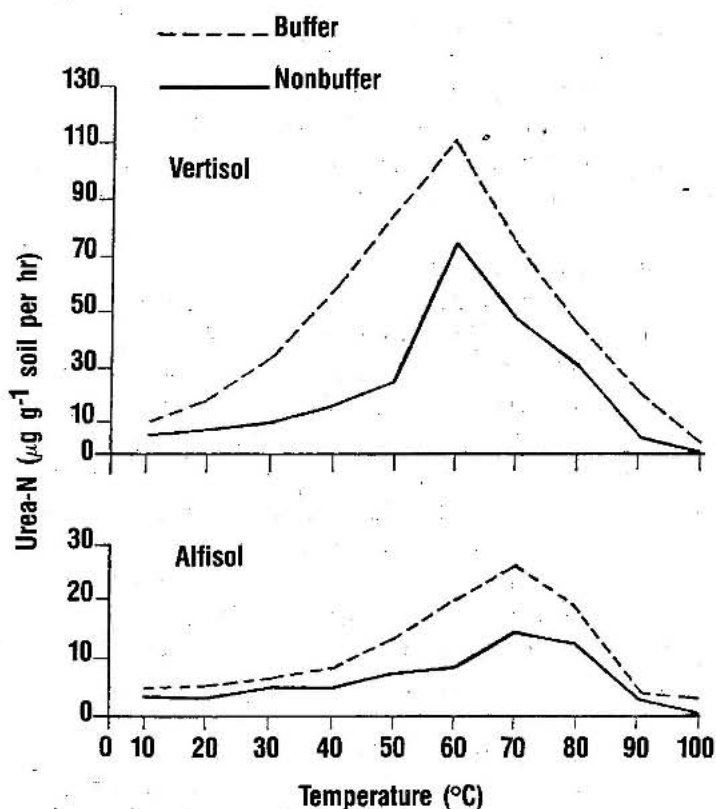 Buffer
Nonbuffer
130
110
90
70
50
30
10
0
Vertisol
Urea-N (μg g⁻¹ soil per hr)
30
20
10
0
Alfisol
0 10 20 30 40 50 60 70 80 90 100
Temperature (°C)